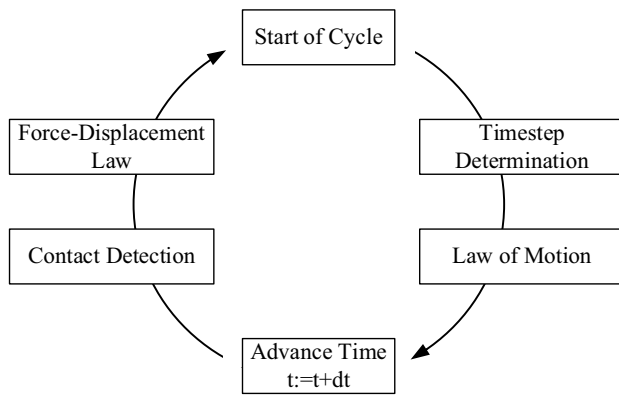 Start of Cycle
Timestep
Determination
Law of Motion
Advance Time
t:=t+dt
Contact Detection
Force-Displacement
Law